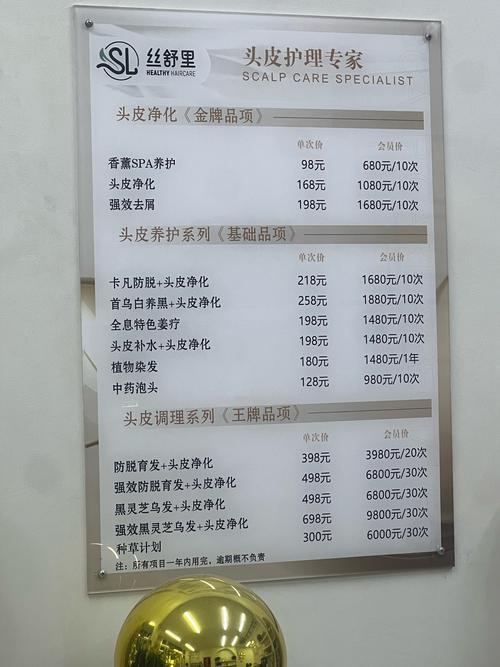 SL 丝舒里 头皮护理专家
HEALTHY HAIRCARE SCALP CARE SPECIALIST
头皮净化《金牌品项》
单次价 会员价
香薰SPA养护 98元 680元/10次
头皮净化 168元 1080元/10次
强效去屑 198元 1680元/10次
头皮养护系列《基础品项》
单次价 会员价
卡凡防脱+头皮净化 218元 1680元/10次
首乌白养黑+头皮净化 258元 1880元/10次
全息特色姜疗 198元 1480元/10次
头皮补水+头皮净化 198元 1480元/10次
植物染发 180元 1480元/1年
中药泡头 128元 980元/10次
头皮调理系列《王牌品项》
单次价 会员价
防脱育发+头皮净化 398元 3980元/20次
强效防脱育发+头皮净化 498元 6800元/30次
黑灵芝乌发+头皮净化 498元 6800元/30次
强效黑灵芝乌发+头皮净化 698元 9800元/30次
种草计划 300元 6000元/30次
注：所有项目一年内用完，逾期概不负责